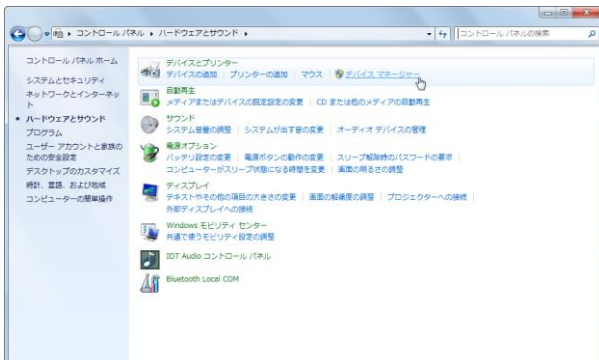 コントロール パネル ▸ ハードウェアとサウンド ▸
コントロール パネルの検索
コントロール パネル ホーム
システムとセキュリティ
ネットワークとインターネッ
ト
ハードウェアとサウンド
プログラム
ユーザー アカウントと家族の
ための安全設定
デスクトップのカスタマイズ
時計、言語、および地域
コンピューターの簡単操作
デバイスとプリンター
デバイスの追加 | プリンターの追加 | マウス | デバイス マネージャー
自動再生
メディアまたはデバイスの既定設定の変更 | CD または他のメディアの自動再生
サウンド
システム音量の調整 | システムが出す音の変更 | オーディオ デバイスの管理
電源オプション
バッテリ設定の変更 | 電源ボタンの動作の変更 | スリープ解除時のパスワードの要求 |
コンピューターがスリープ状態になる時間を変更 | 画面の明るさの調整
ディスプレイ
テキストやその他の項目の大きさの変更 | 画面の解像度の調整 | プロジェクターへの接続 |
外部ディスプレイへの接続
Windows モビリティ センター
共通で使うモビリティ設定の調整
IDT Audio コントロール パネル
Bluetooth Local COM